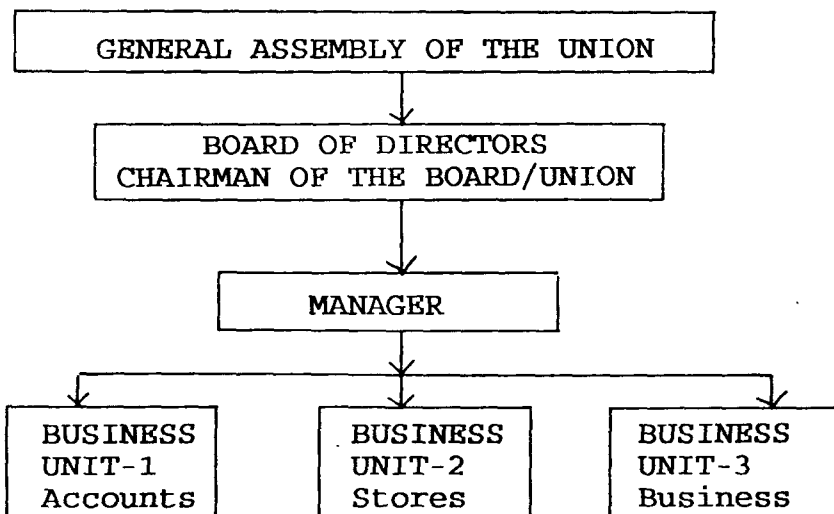 GENERAL ASSEMBLY OF THE UNION
BOARD OF DIRECTORS
CHAIRMAN OF THE BOARD/UNION
MANAGER
BUSINESS
UNIT-1
Accounts
BUSINESS
UNIT-2
Stores
BUSINESS
UNIT-3
Business